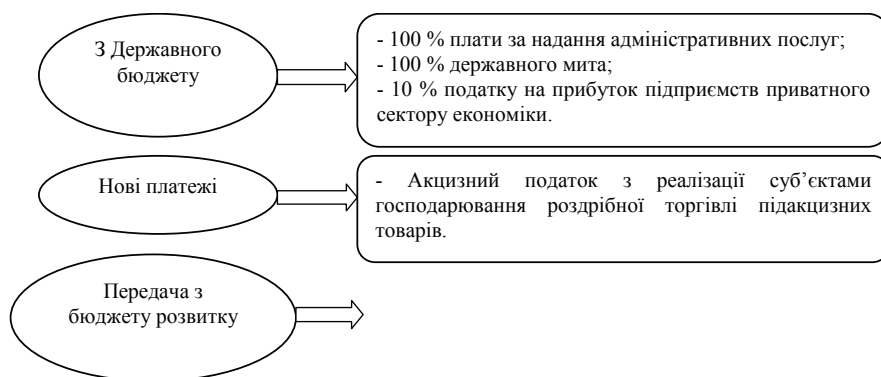 З Державного
бюджету
- 100 % плати за надання адміністративних послуг;
- 100 % державного мита;
- 10 % податку на прибуток підприємств приватного
сектору економіки.
Нові платежі
- Акцизний податок з реалізації суб’єктами
господарювання роздрібної торгівлі підакцизних
товарів.
Передача з
бюджету розвитку